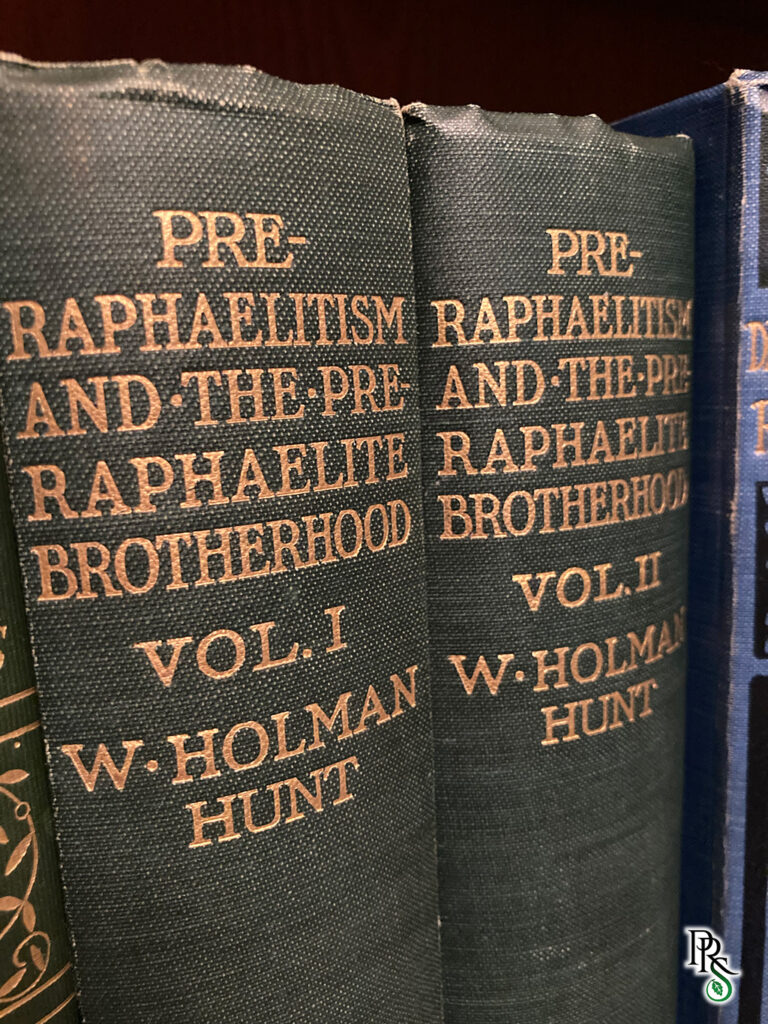 PRE-
RAPHAELITISM
AND·THE·PRE-
RAPHAELITE
BROTHERHOOD
VOL. I
W·HOLMAN
HUNT
PRE-
RAPHAELITISM
AND·THE·PRE-
RAPHAELITE
BROTHERHOOD
VOL. II
W·HOLMAN
HUNT
PRS